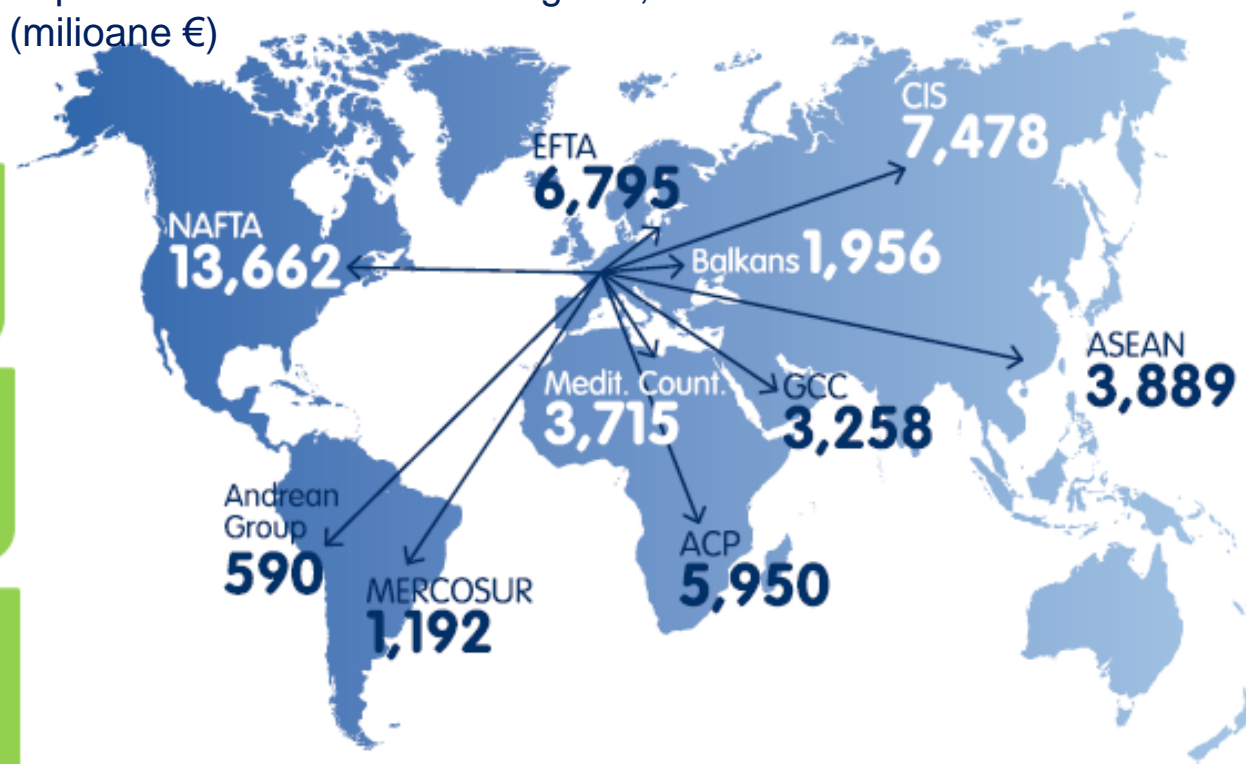 (milioane €)
CIS
7,478
EFTA
6,795
NAFTA
13,662
Balkans 1,956
ASEAN
3,889
Medit. Count.
3,715
GCC
3,258
Andrean
Group
590
ACP
5,950
MERCOSUR
1,192